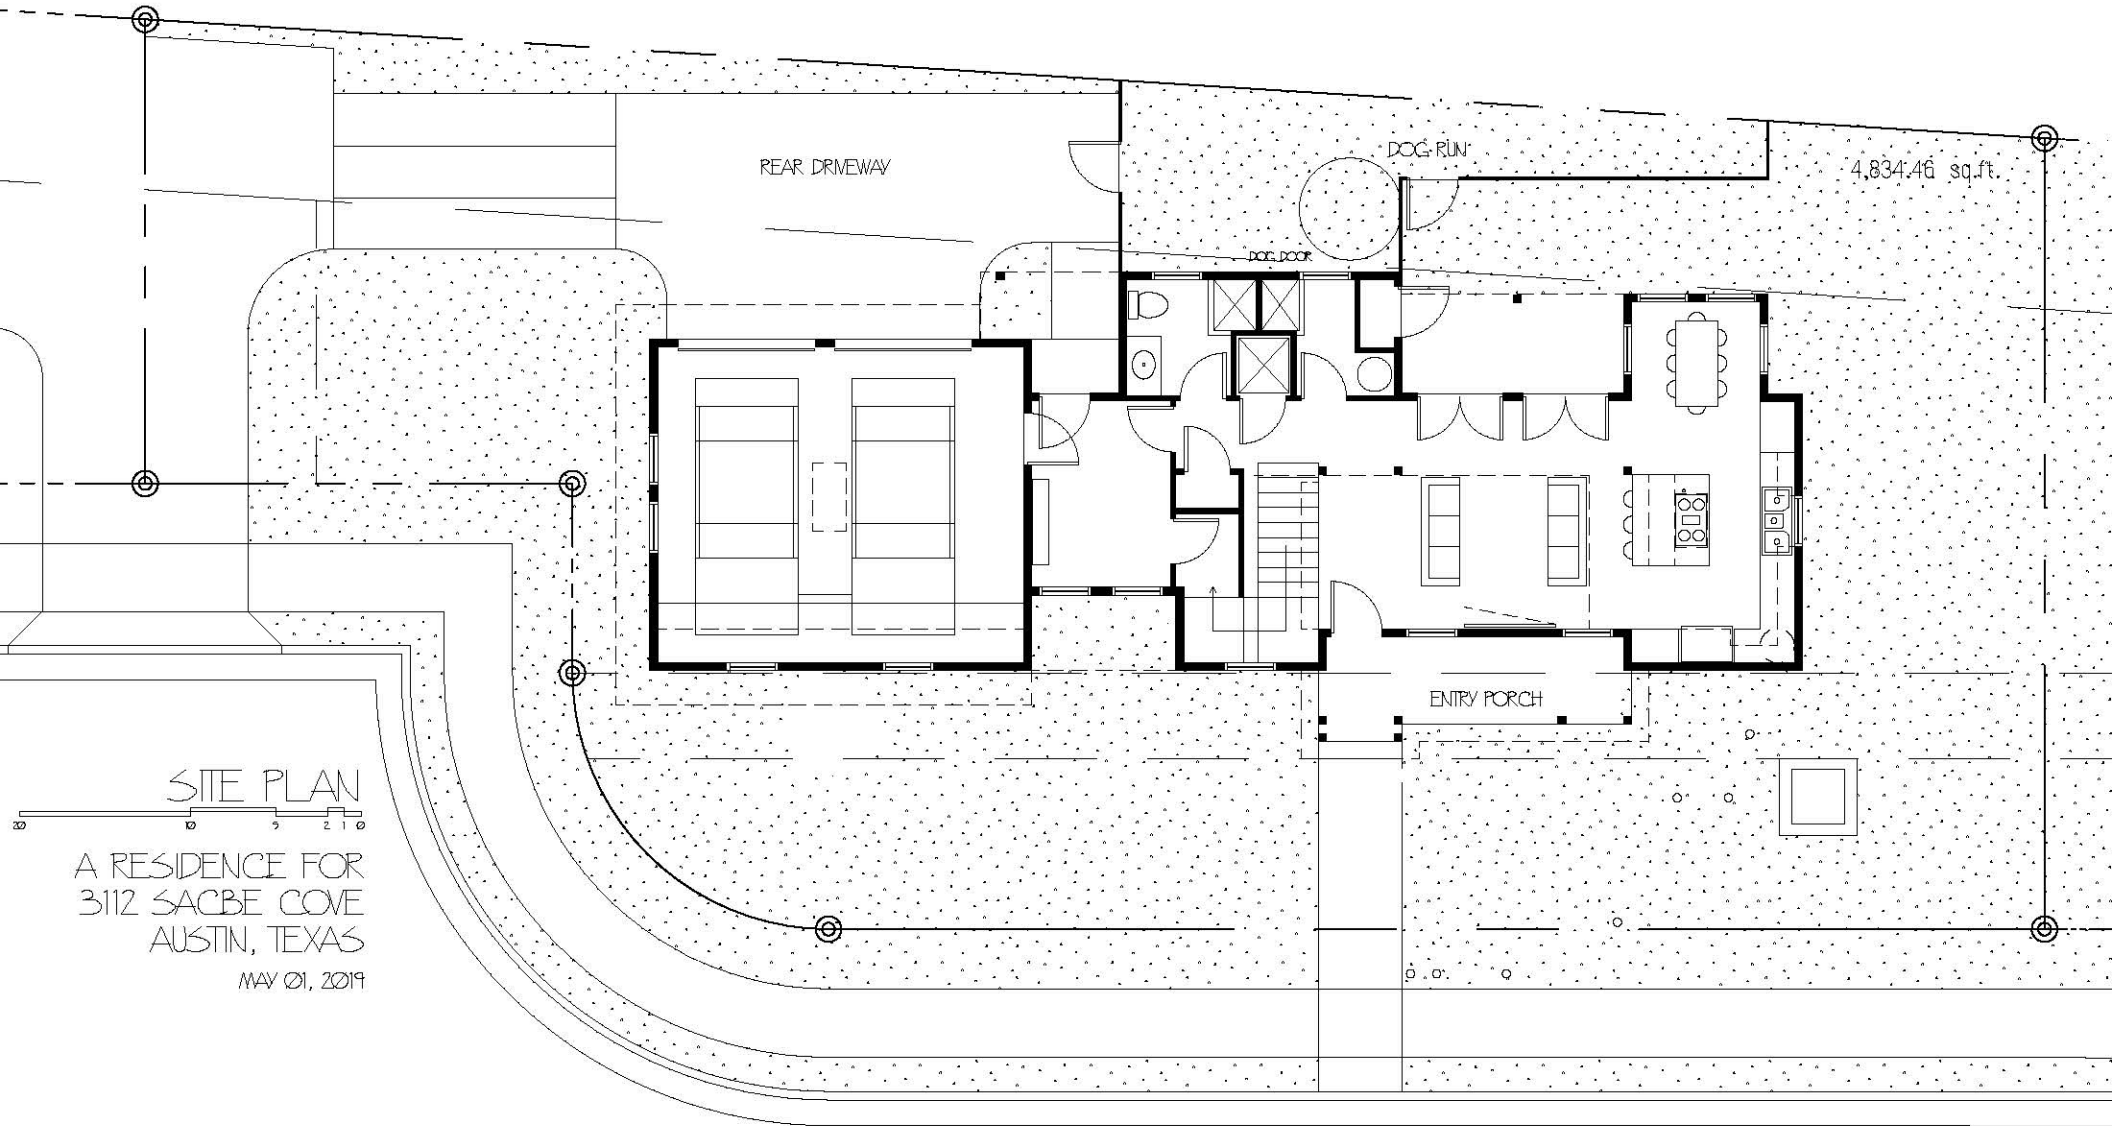 REAR DRIVEWAY
DOG RUN
4,834.46 sq.ft.
DOG DOOR
ENTRY PORCH
SITE PLAN
20 10 5 2 1 0
A RESIDENCE FOR
3112 SACBE COVE
AUSTIN, TEXAS
MAY 01, 2019